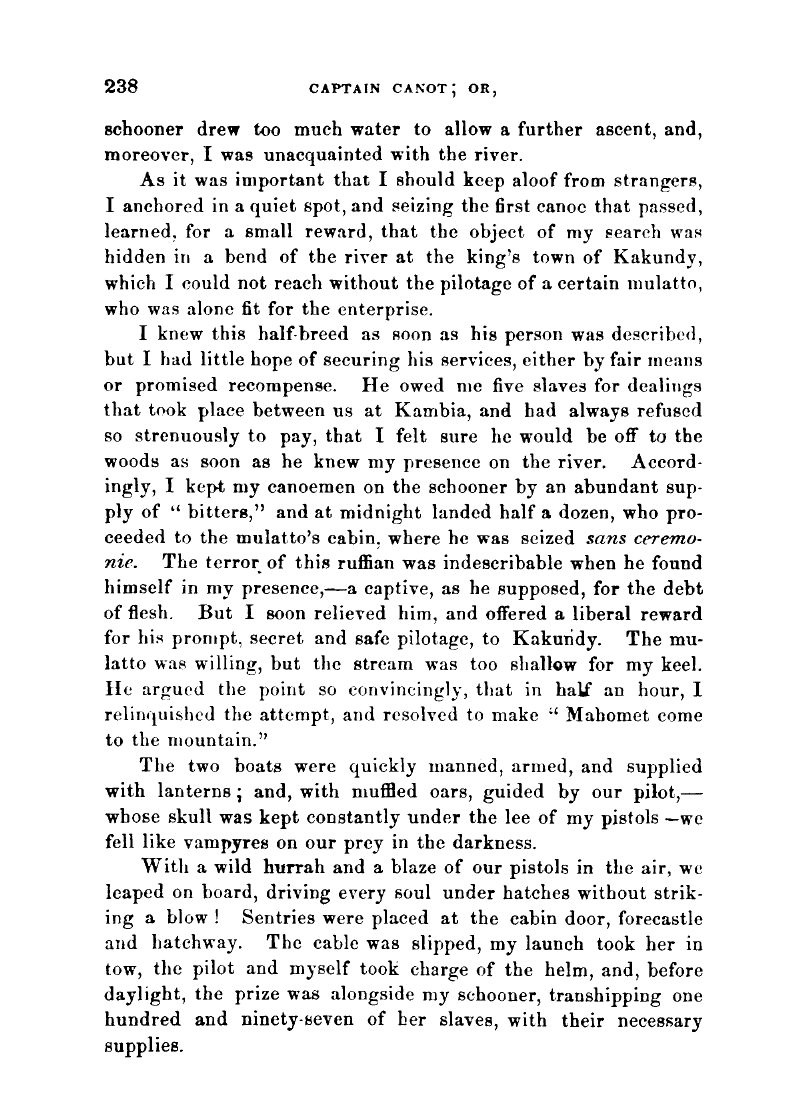 238 CAPTAIN CANOT; OR,
schooner drew too much water to allow a further ascent, and,
moreover, I was unacquainted with the river.
As it was important that I should keep aloof from strangers,
I anchored in a quiet spot, and seizing the first canoe that passed,
learned, for a small reward, that the object of my search was
hidden in a bend of the river at the king's town of Kakundy,
which I could not reach without the pilotage of a certain mulatto,
who was alone fit for the enterprise.
I knew this half-breed as soon as his person was described,
but I had little hope of securing his services, either by fair means
or promised recompense. He owed me five slaves for dealings
that took place between us at Kambia, and had always refused
so strenuously to pay, that I felt sure he would be off to the
woods as soon as he knew my presence on the river. Accord-
ingly, I kept my canoemen on the schooner by an abundant sup-
ply of " bitters," and at midnight landed half a dozen, who pro-
ceeded to the mulatto's cabin, where he was seized sans ceremo-
nie. The terror of this ruffian was indescribable when he found
himself in my presence,—a captive, as he supposed, for the debt
of flesh. But I soon relieved him, and offered a liberal reward
for his prompt, secret and safe pilotage, to Kakundy. The mu-
latto was willing, but the stream was too shallow for my keel.
He argued the point so convincingly, that in half an hour, I
relinquished the attempt, and resolved to make " Mahomet come
to the mountain."
The two boats were quickly manned, armed, and supplied
with lanterns; and, with muffled oars, guided by our pilot,—
whose skull was kept constantly under the lee of my pistols—we
fell like vampyres on our prey in the darkness.
With a wild hurrah and a blaze of our pistols in the air, we
leaped on board, driving every soul under hatches without strik-
ing a blow! Sentries were placed at the cabin door, forecastle
and hatchway. The cable was slipped, my launch took her in
tow, the pilot and myself took charge of the helm, and, before
daylight, the prize was alongside my schooner, transhipping one
hundred and ninety-seven of her slaves, with their necessary
supplies.